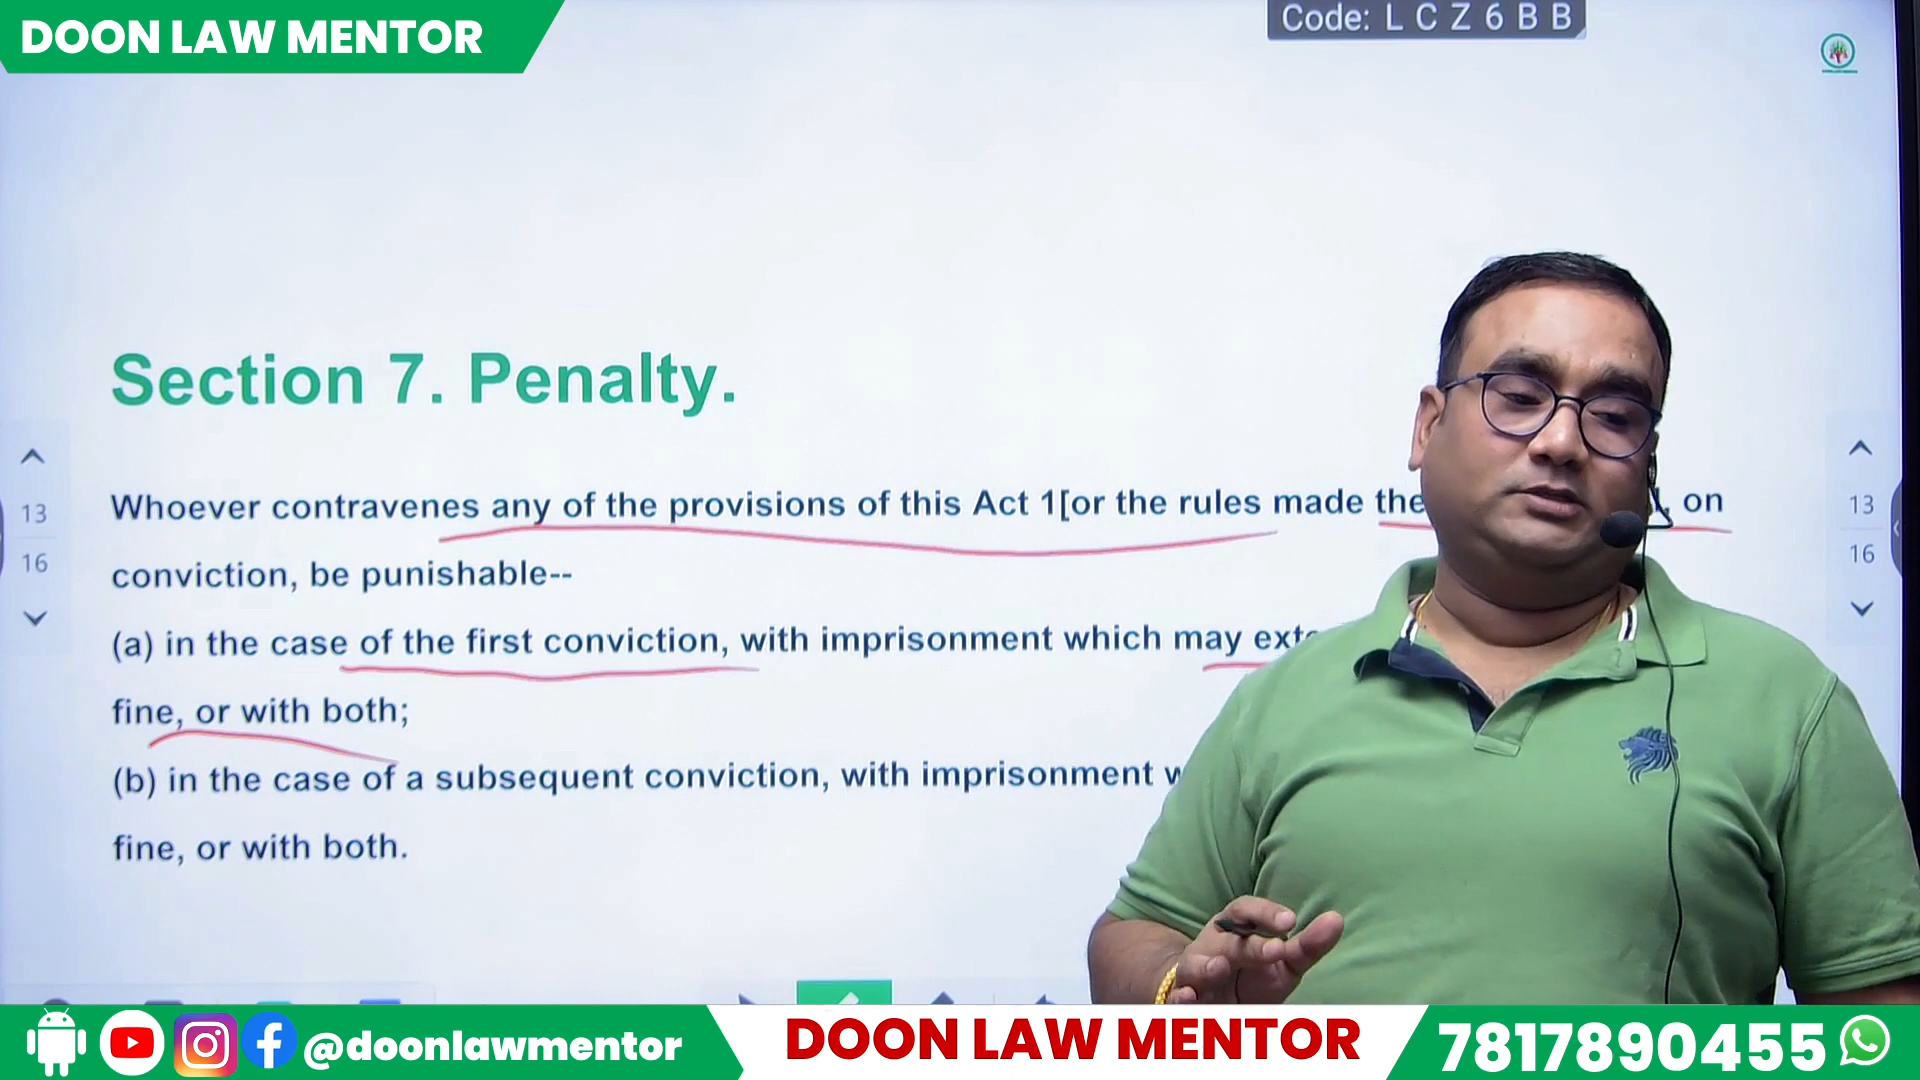 DOON LAW MENTOR
Code: L C Z 6 B B
Section 7. Penalty.
Whoever contravenes any of the provisions of this Act 1[or the rules made on
conviction, be punishable--
(a) in the case of the first conviction, with imprisonment which may
fine, or with both;
(b) in the case of a subsequent conviction, with imprisonment
fine, or with both.
13
16
13
16
@doonlawmentor
DOON LAW MENTOR
7817890455